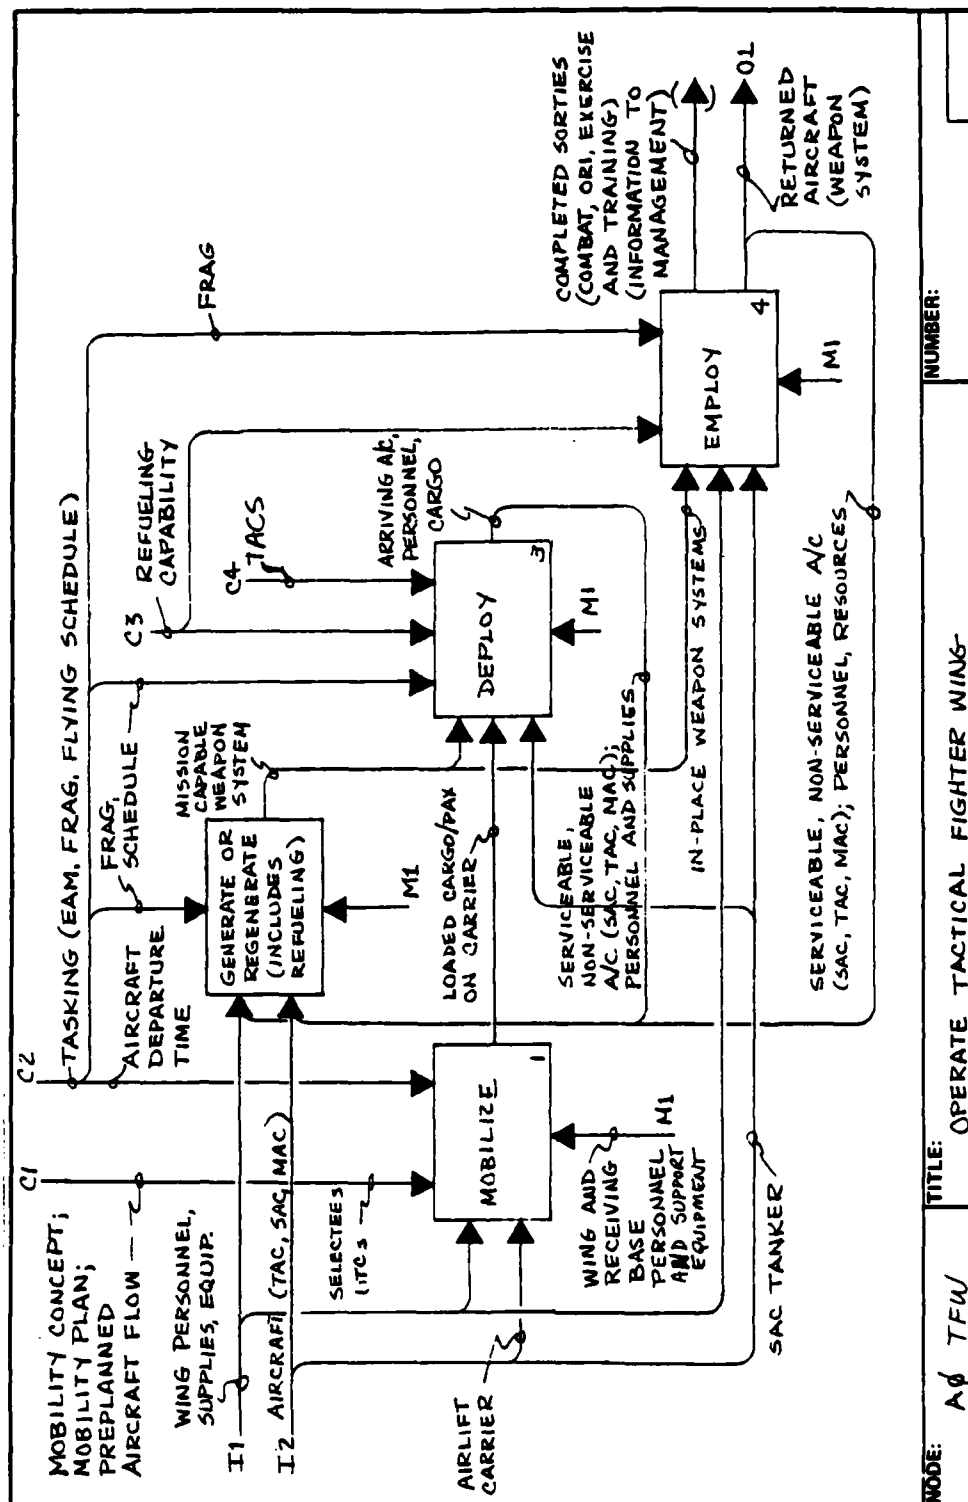 C1
C2
MOBILITY CONCEPT;
MOBILITY PLAN;
PREPLANNED
AIRCRAFT FLOW
TASKING (EAM, FRAG, FLYING SCHEDULE)
AIRCRAFT
DEPARTURE
TIME
FRAG,
SCHEDULE
C3
REFUELING
CAPABILITY
FRAG
C4
TACS
WING PERSONNEL,
SUPPLIES, EQUIP.
I1
I2
AIRCRAFT (TAC, SAC, MAC)
GENERATE OR
REGENERATE
(INCLUDES
REFUELING)
M1
MISSION
CAPABLE
WEAPON
SYSTEM
SELECTEES
LITCs
AIRLIFT
CARRIER
MOBILIZE
1
WING AND
RECEIVING
BASE
PERSONNEL
AND SUPPORT
EQUIPMENT
M1
LOADED CARGO/PAX
ON CARRIER
DEPLOY
3
M1
ARRIVING A/C,
PERSONNEL,
CARGO
SERVICEABLE,
NON-SERVICEABLE
A/C (SAC, TAC, MAC);
PERSONNEL AND SUPPLIES
IN-PLACE WEAPON SYSTEMS
COMPLETED SORTIES
(COMBAT, ORI, EXERCISE
AND TRAINING)
(INFORMATION TO
MANAGEMENT)
EMPLOY
4
M1
O1
RETURNED
AIRCRAFT
(WEAPON
SYSTEM)
SAC TANKER
SERVICEABLE, NON-SERVICEABLE A/C
(SAC, TAC, MAC); PERSONNEL, RESOURCES
NODE:
AØ TFW
TITLE:
OPERATE TACTICAL FIGHTER WING
NUMBER: